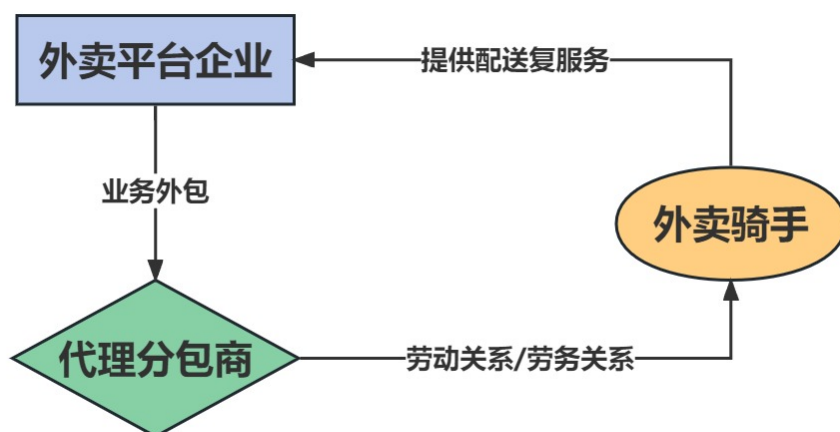 外卖平台企业
提供配送复服务
业务外包
外卖骑手
代理分包商
劳动关系/劳务关系